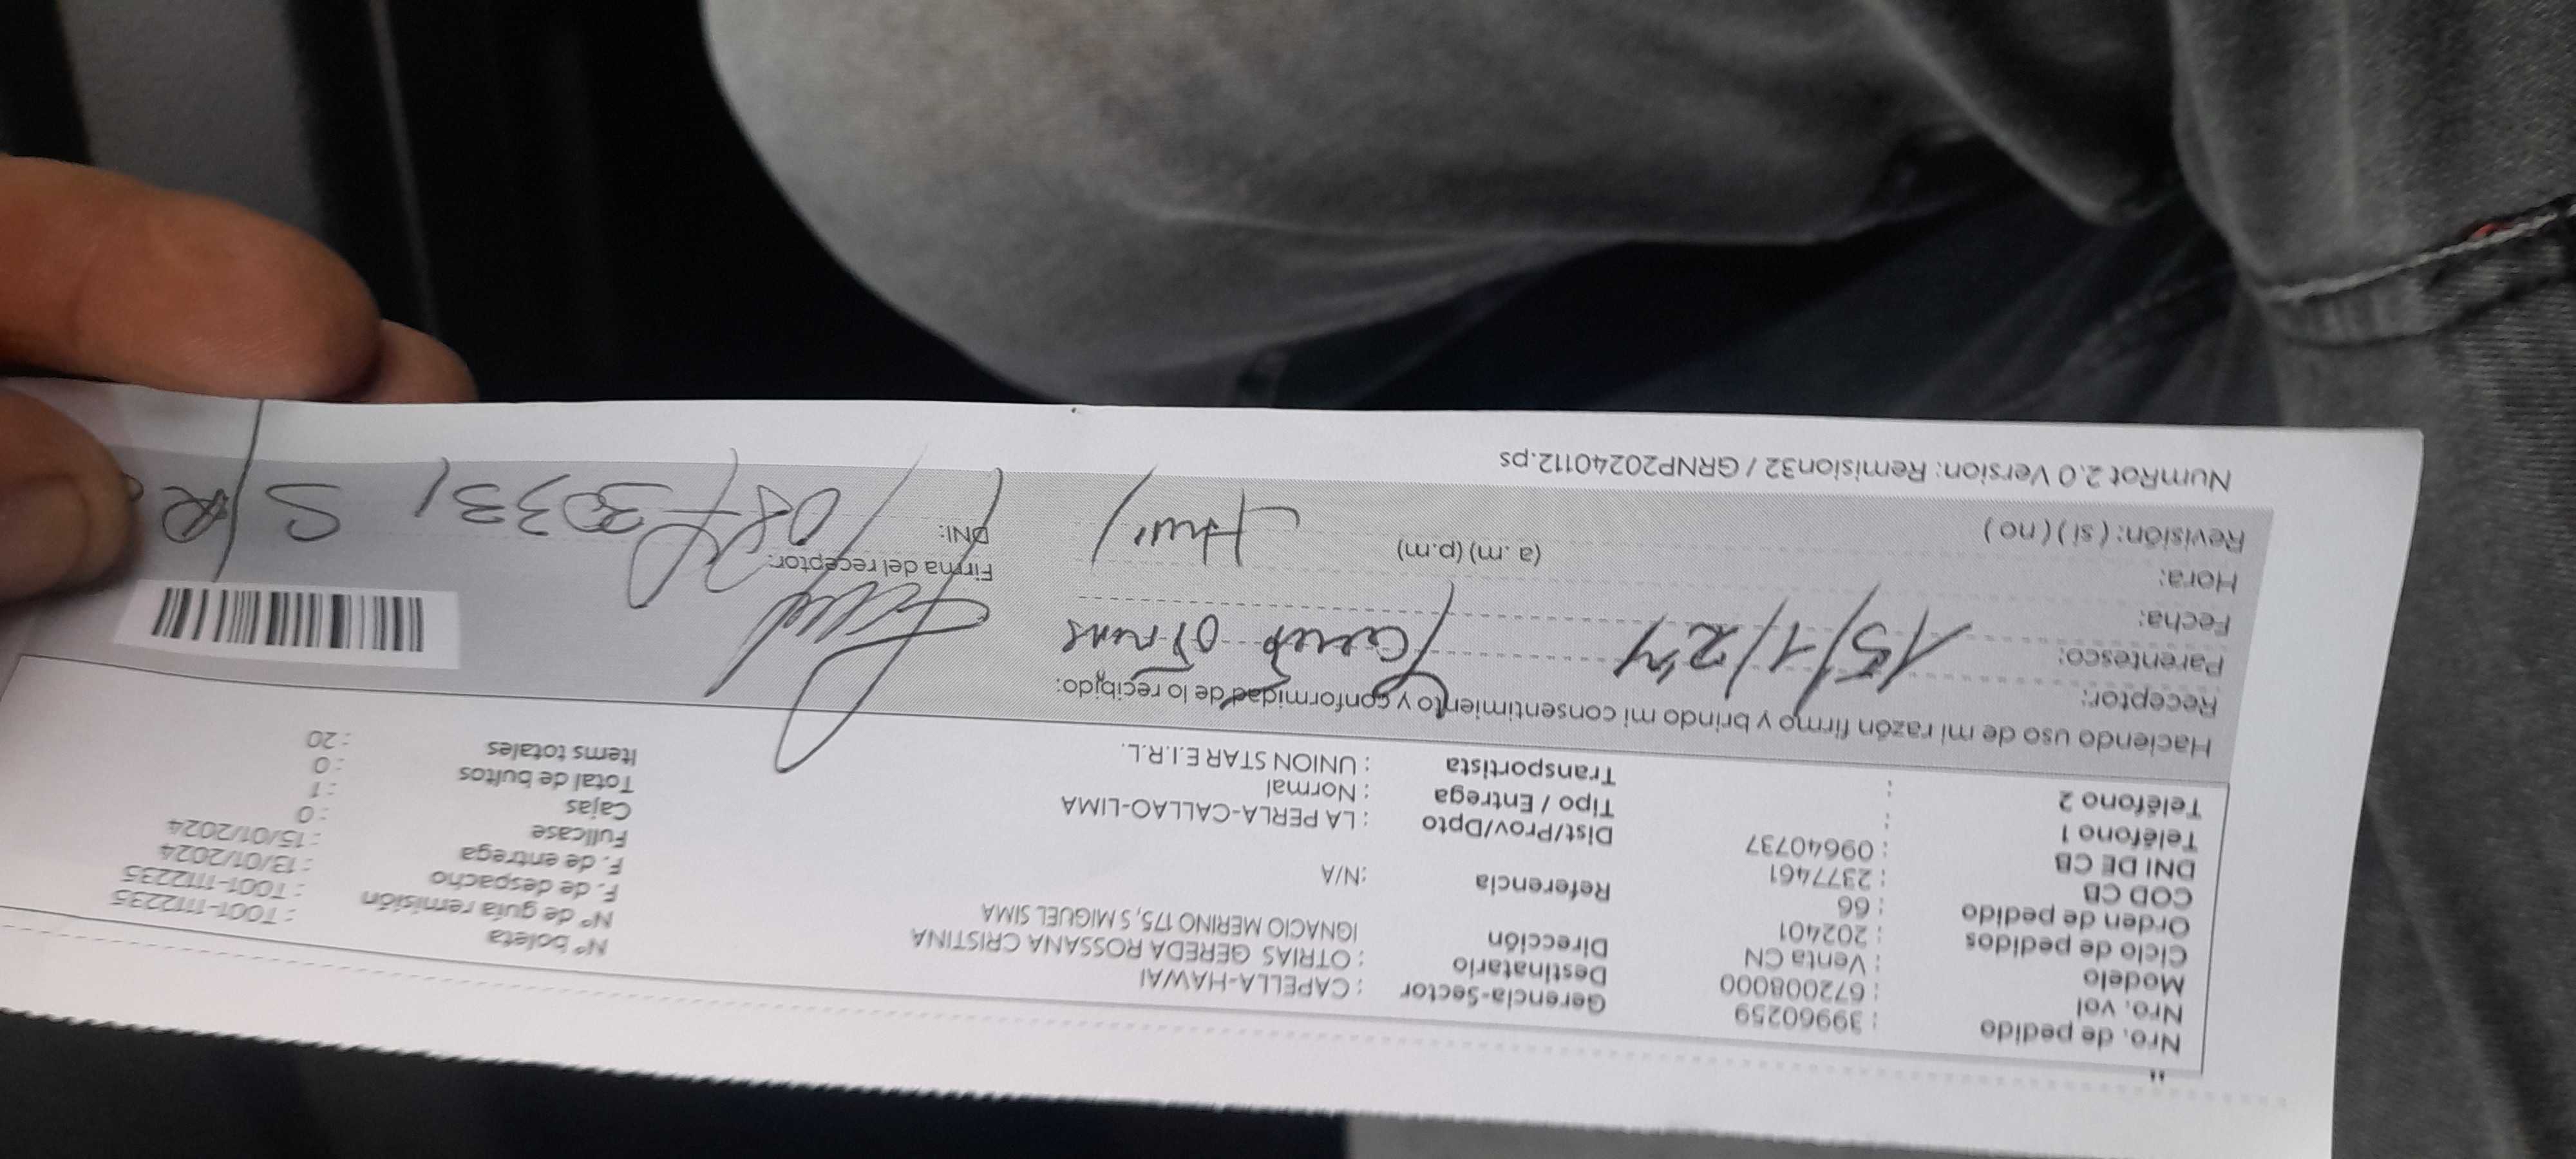 Nro. de pedido : 39960259 Gerencia-Sector : CAPELLA-HAWAI Nº boleta : T001-1112235
Nro. vol : 672008000 Destinatario : OTRIAS GEREDA ROSSANA CRISTINA Nº de guía remisión : T001-1112235
Modelo : Venta CN Dirección IGNACIO MERINO 175, S MIGUEL SIMA F. de despacho : 13/01/2024
Ciclo de pedidos : 202401 F. de entrega : 15/01/2024
Orden de pedido : 66 Referencia :N/A Fullcase : 0
COD CB : 2377461 Cajas : 1
DNI DE CB : 09640737 Dist/Prov/Dpto : LA PERLA-CALLAO-LIMA Total de bultos : 0
Teléfono 1 : Tipo / Entrega : Normal Items totales : 20
Teléfono 2 : Transportista : UNION STAR E.I.R.L.
Haciendo uso de mi razón firmo y brindo mi consentimiento y conformidad de lo recibido:
Receptor:
Parentesco: 15/1/24
Fecha:
Hora: (a.m) (p.m) Firma del receptor:
Revisión: ( si ) ( no ) DNI:
NumRot 2.0 Version: Remision32 / GRNP20240112.ps